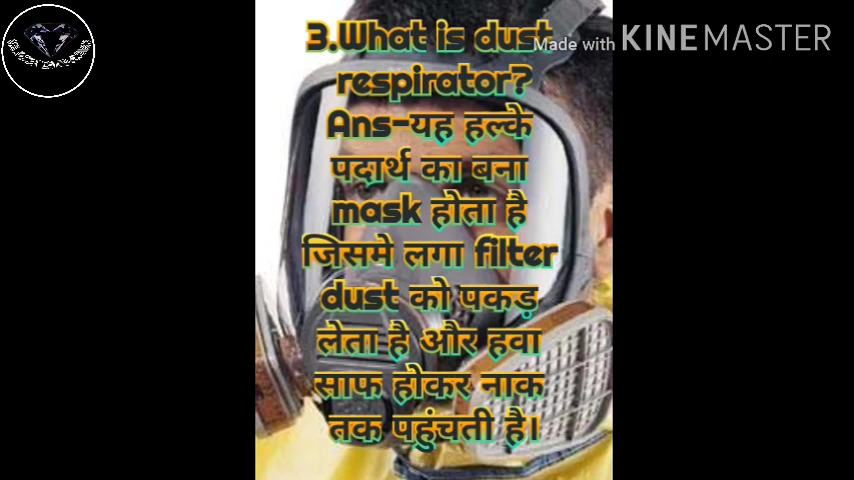 3.What is dust
Made with KINEMASTER
respirator?
Ans-यह हल्के
पदार्थ का बना
mask होता है
जिसमे लगा filter
dust को पकड़
लेता है और हवा
साफ होकर नाक
तक पहुंचती है।